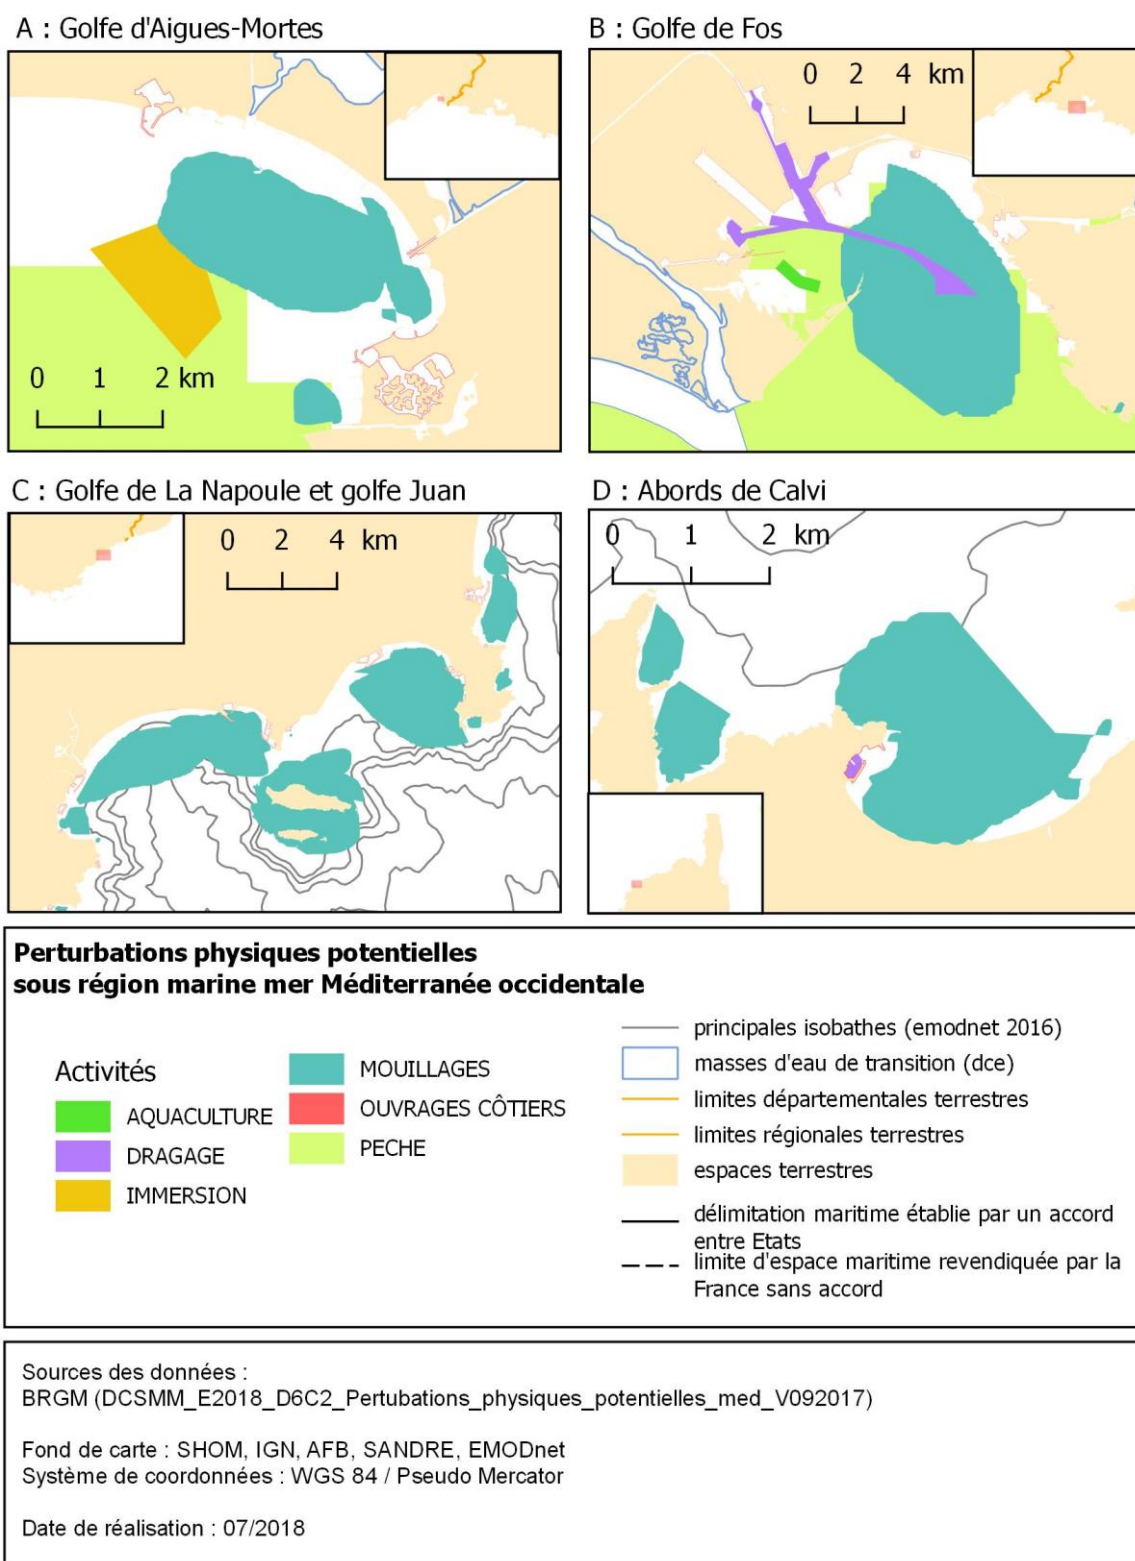 A : Golfe d'Aigues-Mortes
B : Golfe de Fos
0 2 4 km
0 1 2 km
C : Golfe de La Napoule et golfe Juan
D : Abords de Calvi
0 2 4 km
0 1 2 km
Perturbations physiques potentielles
sous région marine mer Méditerranée occidentale
Activités
AQUACULTURE
DRAGAGE
IMMERSION
MOUILLAGES
OUVRAGES CÔTIERS
PECHE
principales isobathes (emodnet 2016)
masses d'eau de transition (dce)
limites départementales terrestres
limites régionales terrestres
espaces terrestres
délimitation maritime établie par un accord
entre Etats
limite d'espace maritime revendiquée par la
France sans accord
Sources des données :
BRGM (DCSMM_E2018_D6C2_Pertubations_physiques_potentielles_med_V092017)
Fond de carte : SHOM, IGN, AFB, SANDRE, EMODnet
Système de coordonnées : WGS 84 / Pseudo Mercator
Date de réalisation : 07/2018